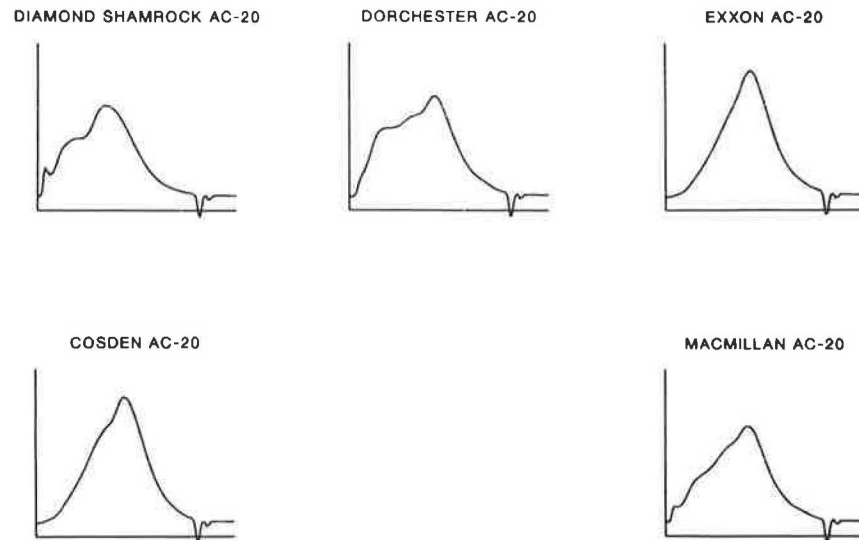 DIAMOND SHAMROCK AC-20
DORCHESTER AC-20
EXXON AC-20
COSDEN AC-20
MACMILLAN AC-20